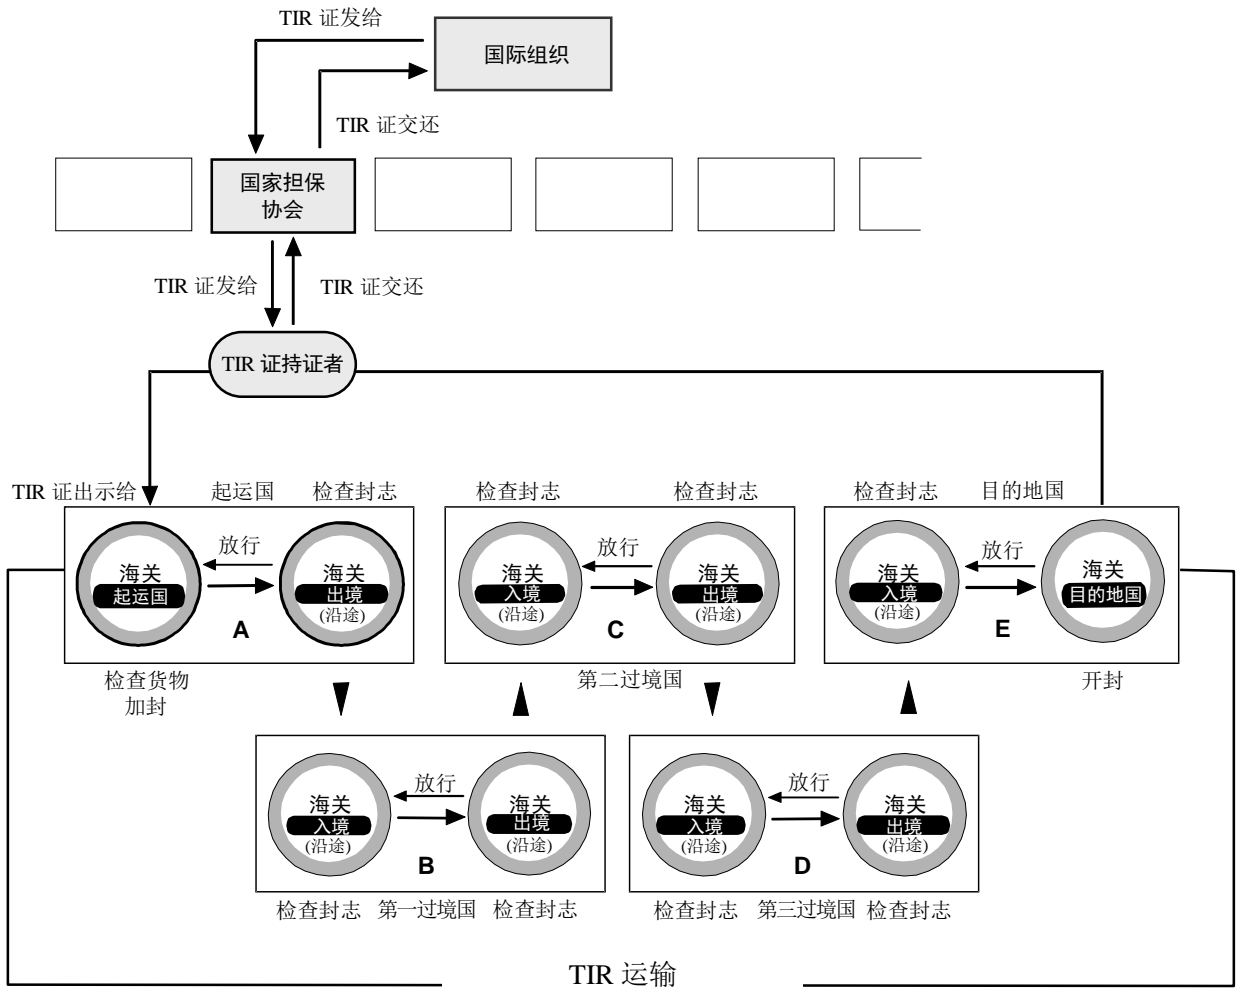 TIR 证发给
国际组织
TIR 证交还
国家担保
协会
TIR 证发给
TIR 证交还
TIR 证持证者
TIR 证出示给
起运国
检查封志
检查封志
检查封志
检查封志
目的地国
放行
海关
起运国
海关
出境
(沿途)
A
放行
海关
入境
(沿途)
海关
出境
(沿途)
C
放行
海关
入境
(沿途)
海关
目的地国
E
检查货物
加封
第二过境国
开封
放行
海关
入境
(沿途)
海关
出境
(沿途)
B
放行
海关
入境
(沿途)
海关
出境
(沿途)
D
检查封志
第一过境国
检查封志
检查封志
第三过境国
检查封志
TIR 运输